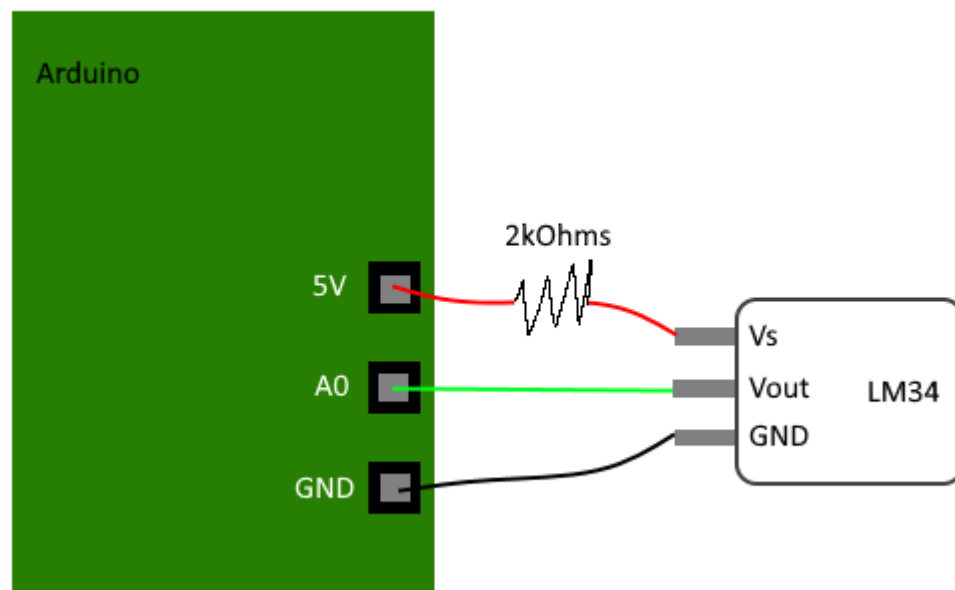 Arduino
2kOhms
5V
Vs
A0
Vout
LM34
GND
GND